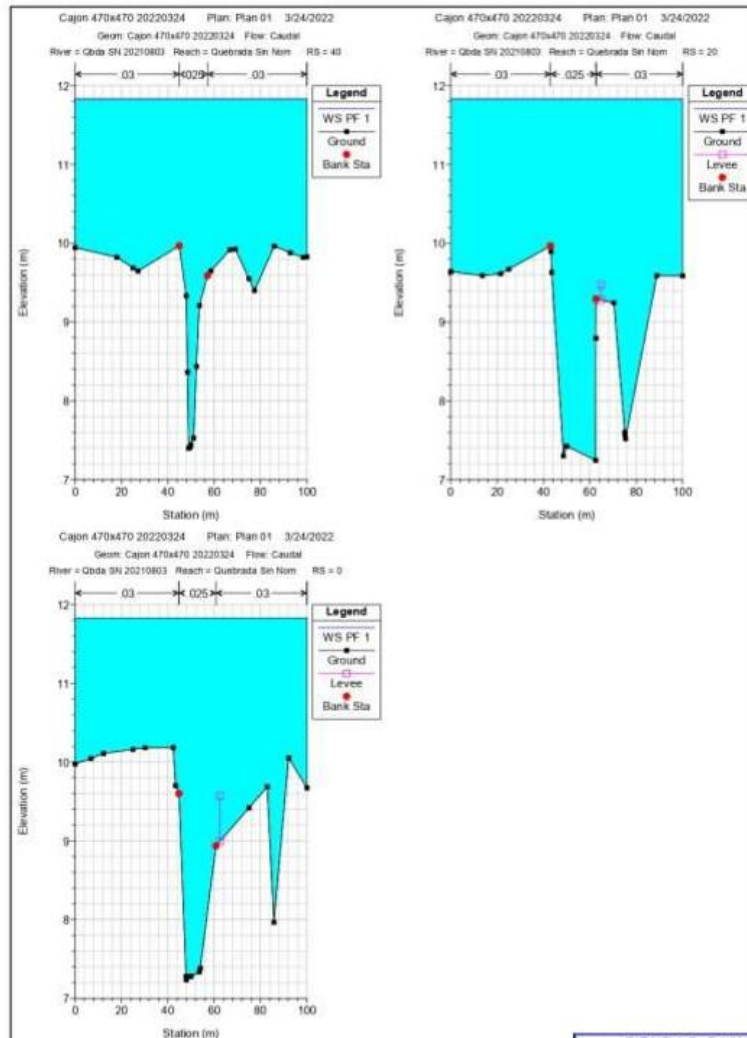 Cajon 470x470 20220324 Plan: Plan 01 3/24/2022
Geom: Cajon 470x470 20220324 Flow: Caudal
River = Qbda SN 20210803 Reach = Quebrada Sin Nom RS = 40
.03 .025 .03
Legend
WS PF 1
Ground
Bank Sta
Elevation (m)
12
11
10
9
8
7
0 20 40 60 80 100
Station (m)
Cajon 470x470 20220324 Plan: Plan 01 3/24/2022
Geom: Cajon 470x470 20220324 Flow: Caudal
River = Qbda SN 20210803 Reach = Quebrada Sin Nom RS = 20
.03 .025 .03
Legend
WS PF 1
Ground
Levee
Bank Sta
Elevation (m)
12
11
10
9
8
7
0 20 40 60 80 100
Station (m)
Cajon 470x470 20220324 Plan: Plan 01 3/24/2022
Geom: Cajon 470x470 20220324 Flow: Caudal
River = Qbda SN 20210803 Reach = Quebrada Sin Nom RS = 0
.03 .025 .03
Legend
WS PF 1
Ground
Levee
Bank Sta
Elevation (m)
12
11
10
9
8
7
0 20 40 60 80 100
Station (m)